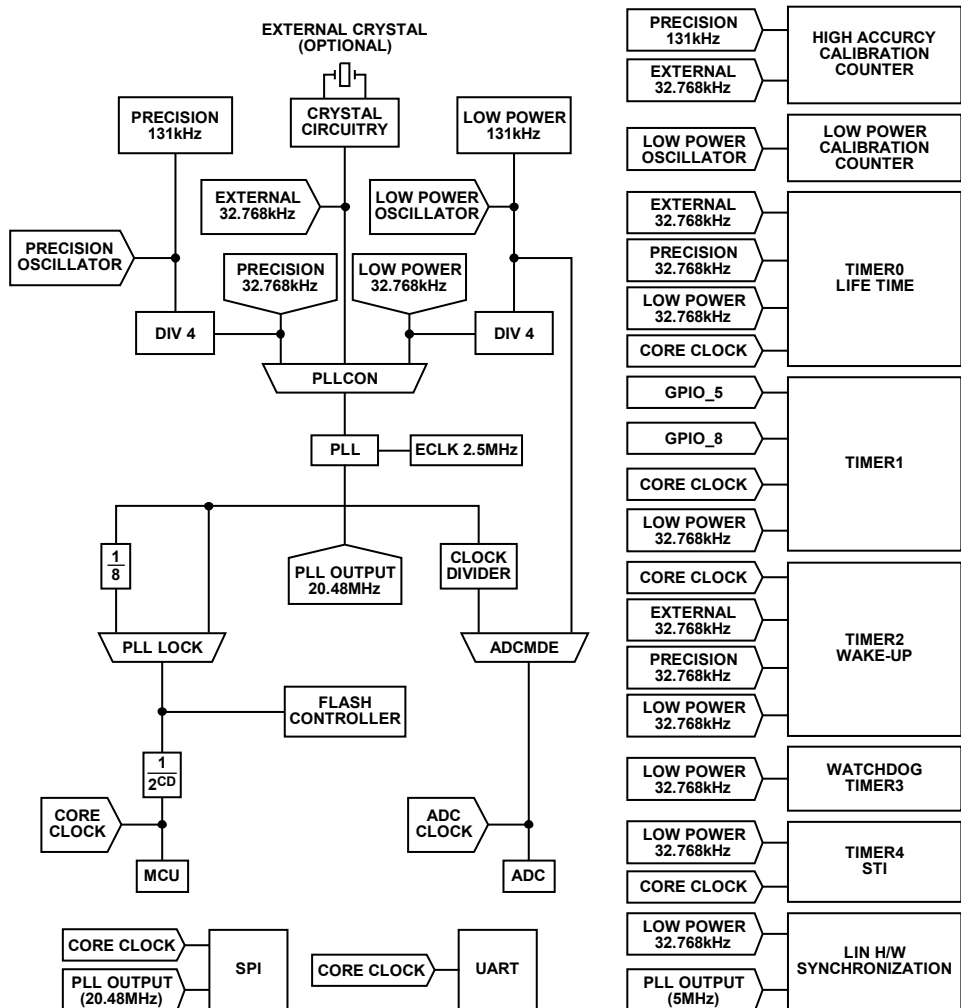 EXTERNAL CRYSTAL
(OPTIONAL)
PRECISION
131kHz
CRYSTAL
CIRCUITRY
LOW POWER
131kHz
EXTERNAL
32.768kHz
LOW POWER
OSCILLATOR
PRECISION
OSCILLATOR
PRECISION
32.768kHz
LOW POWER
32.768kHz
DIV 4
DIV 4
PLLCON
PLL
ECLK 2.5MHz
1
8
PLL OUTPUT
20.48MHz
CLOCK
DIVIDER
PLL LOCK
ADCMDE
FLASH
CONTROLLER
1
2CD
CORE
CLOCK
ADC
CLOCK
MCU
ADC
CORE CLOCK
PLL OUTPUT
(20.48MHz)
SPI
CORE CLOCK
UART
PRECISION
131kHz
EXTERNAL
32.768kHz
HIGH ACCURCY
CALIBRATION
COUNTER
LOW POWER
OSCILLATOR
LOW POWER
CALIBRATION
COUNTER
EXTERNAL
32.768kHz
PRECISION
32.768kHz
LOW POWER
32.768kHz
CORE CLOCK
TIMER0
LIFE TIME
GPIO_5
GPIO_8
CORE CLOCK
LOW POWER
32.768kHz
TIMER1
CORE CLOCK
EXTERNAL
32.768kHz
PRECISION
32.768kHz
LOW POWER
32.768kHz
TIMER2
WAKE-UP
LOW POWER
32.768kHz
WATCHDOG
TIMER3
LOW POWER
32.768kHz
CORE CLOCK
TIMER4
STI
LOW POWER
32.768kHz
PLL OUTPUT
(5MHz)
LIN H/W
SYNCHRONIZATION